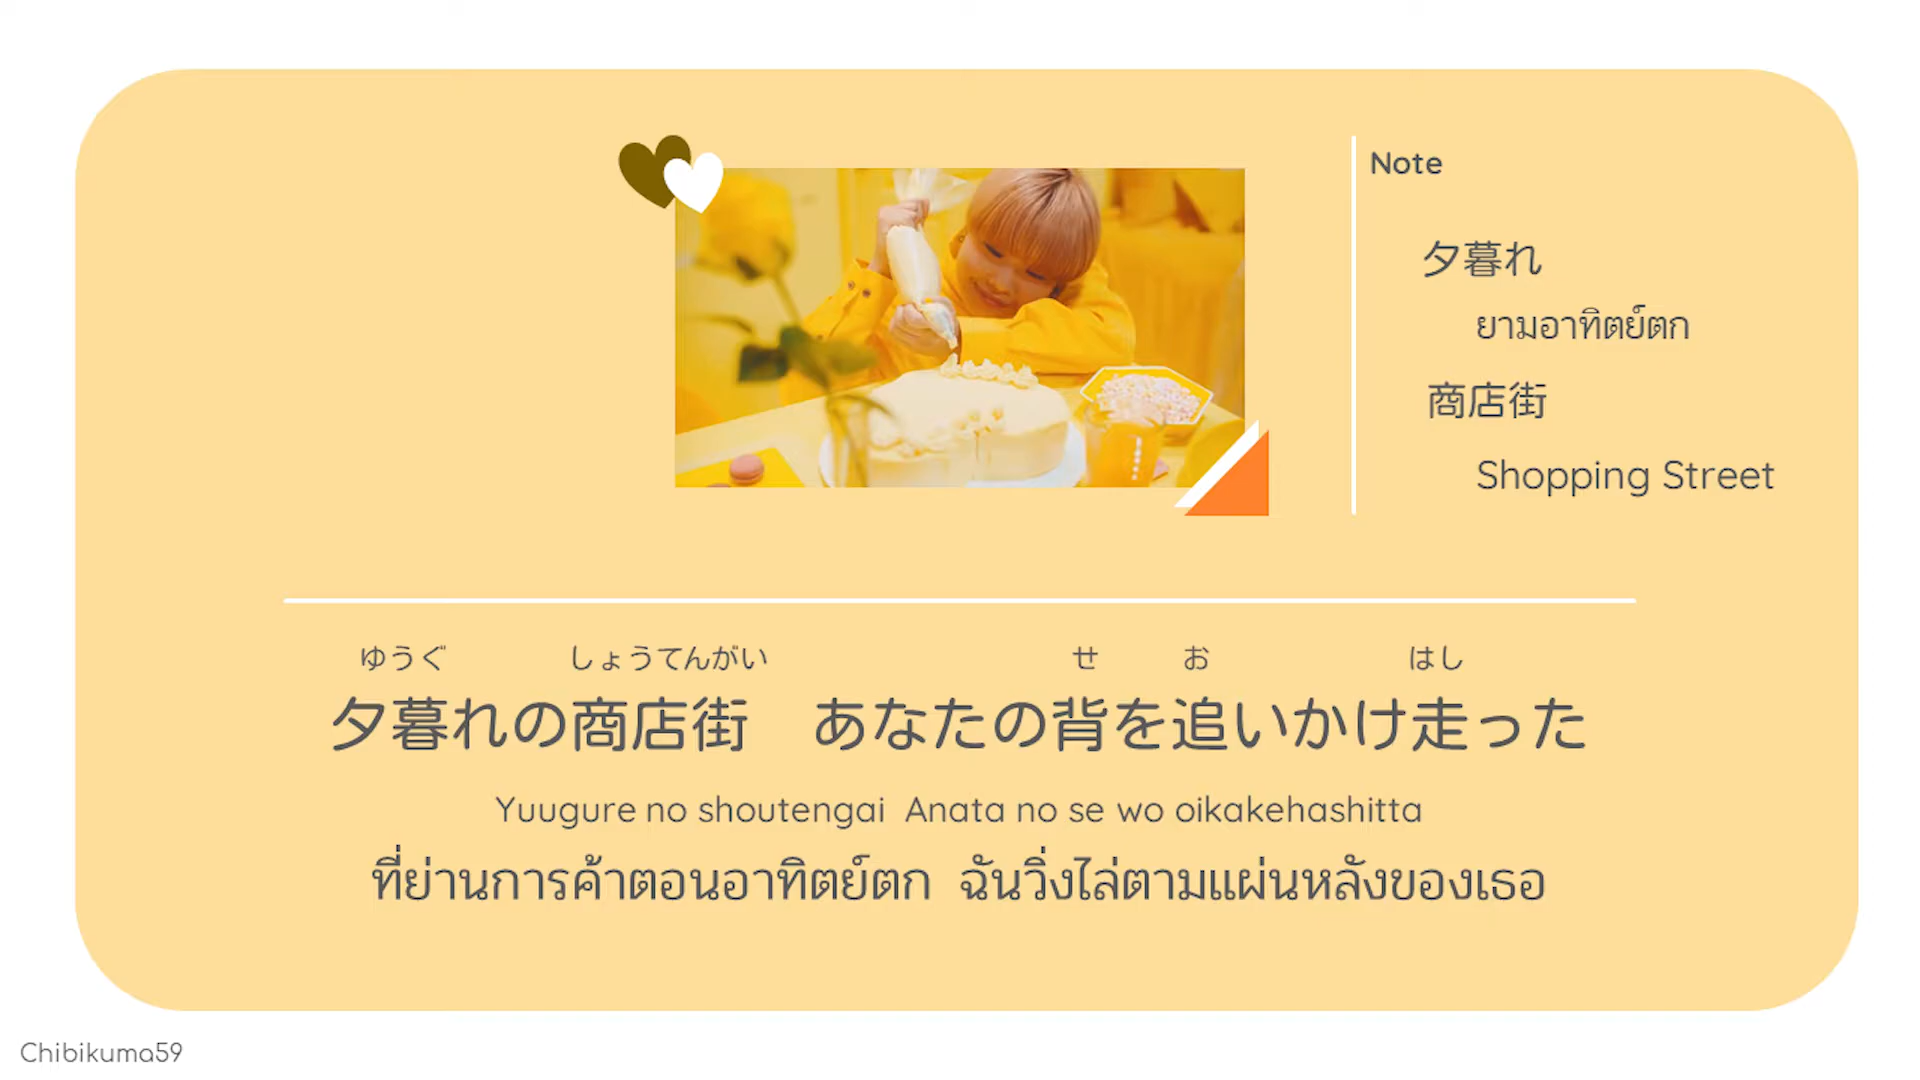 Note
夕暮れ
ยามอาทิตย์ตก
商店街
Shopping Street
ゆうぐ しょうてんがい せ お はし
夕暮れの商店街 あなたの背を追いかけ走った
Yuugure no shoutengai Anata no se wo oikakehashitta
ที่ย่านการค้าตอนอาทิตย์ตก ฉันวิ่งไล่ตามแผ่นหลังของเธอ
Chibikuma59